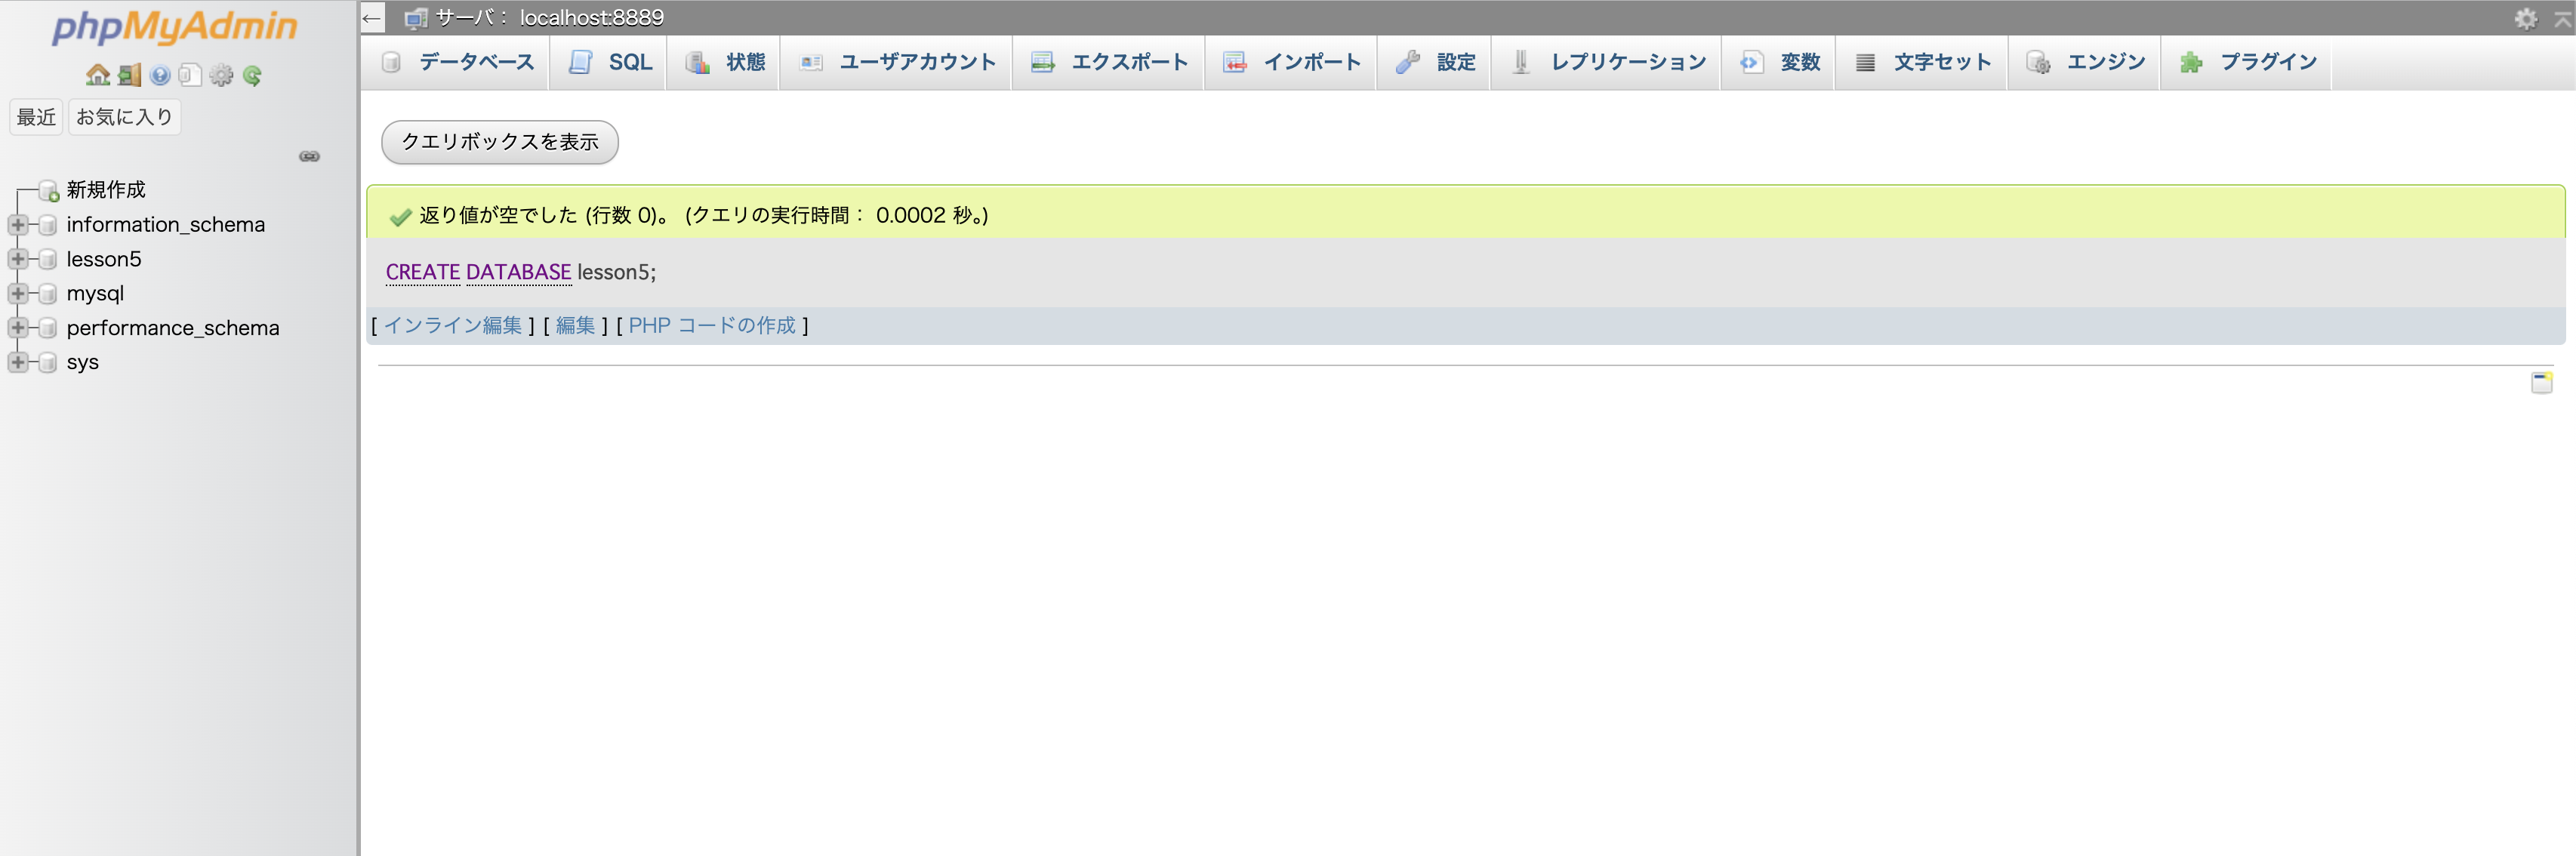 phpMyAdmin
最近 お気に入り
新規作成
information_schema
lesson5
mysql
performance_schema
sys
← サーバ： localhost:8889
データベース SQL 状態 ユーザアカウント エクスポート インポート 設定 レプリケーション 変数 文字セット エンジン プラグイン
クエリボックスを表示
返り値が空でした (行数 0)。 (クエリの実行時間： 0.0002 秒。)
CREATE DATABASE lesson5;
[ インライン編集 ] [ 編集 ] [ PHP コードの作成 ]